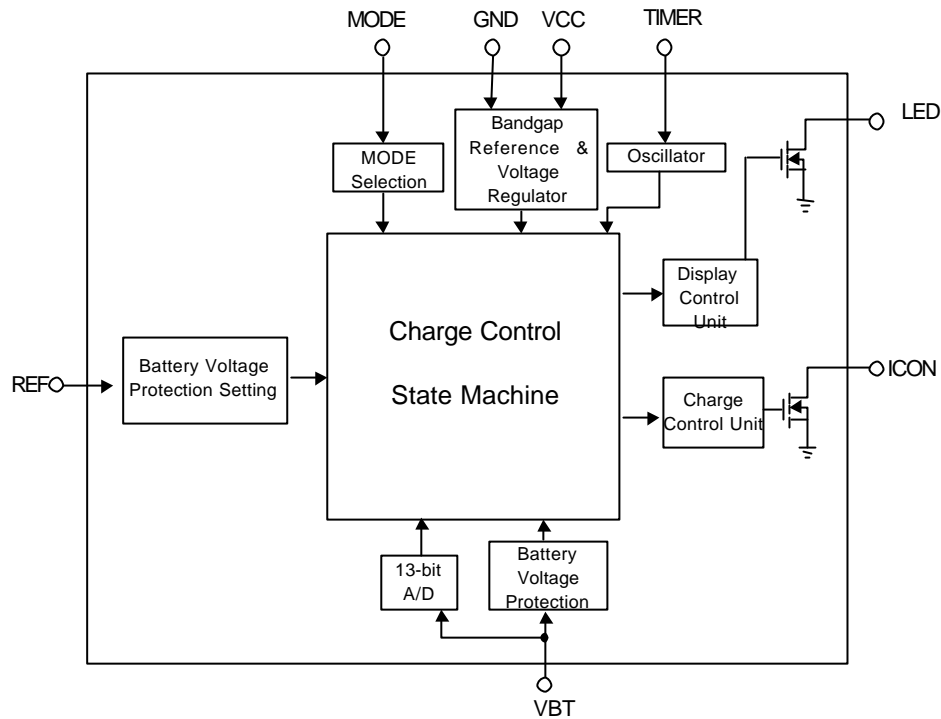 MODE
GND
VCC
TIMER
LED
MODE
Selection
Bandgap
Reference &
Voltage
Regulator
Oscillator
Display
Control
Unit
Charge Control
State Machine
REF
Battery Voltage
Protection Setting
ICON
Charge
Control Unit
13-bit
A/D
Battery
Voltage
Protection
VBT